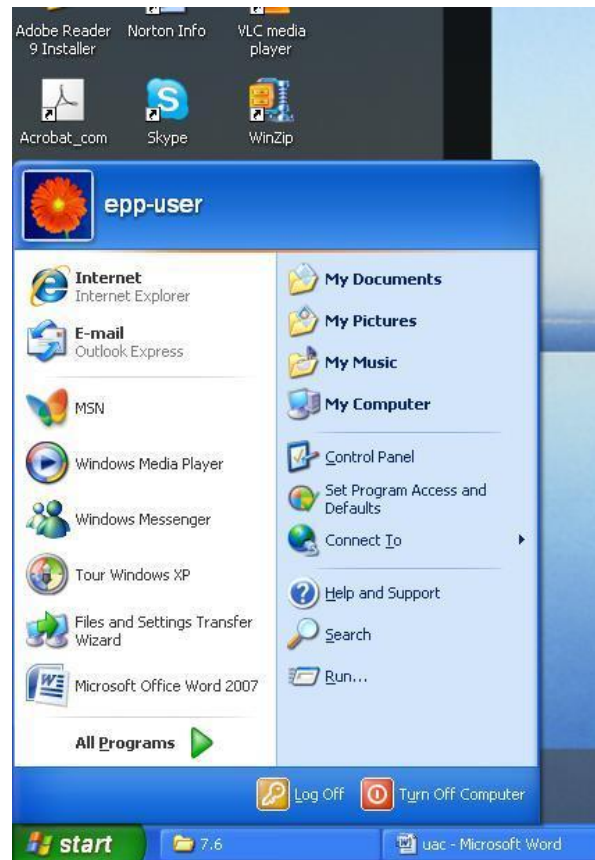 Adobe Reader 9 Installer
Norton Info
VLC media player
Acrobat_com
Skype
WinZip
epp-user
Internet
Internet Explorer
E-mail
Outlook Express
MSN
Windows Media Player
Windows Messenger
Tour Windows XP
Files and Settings Transfer
Wizard
Microsoft Office Word 2007
All Programs
My Documents
My Pictures
My Music
My Computer
Control Panel
Set Program Access and
Defaults
Connect To
Help and Support
Search
Run...
Log Off
Turn Off Computer
start
7.6
uac - Microsoft Word